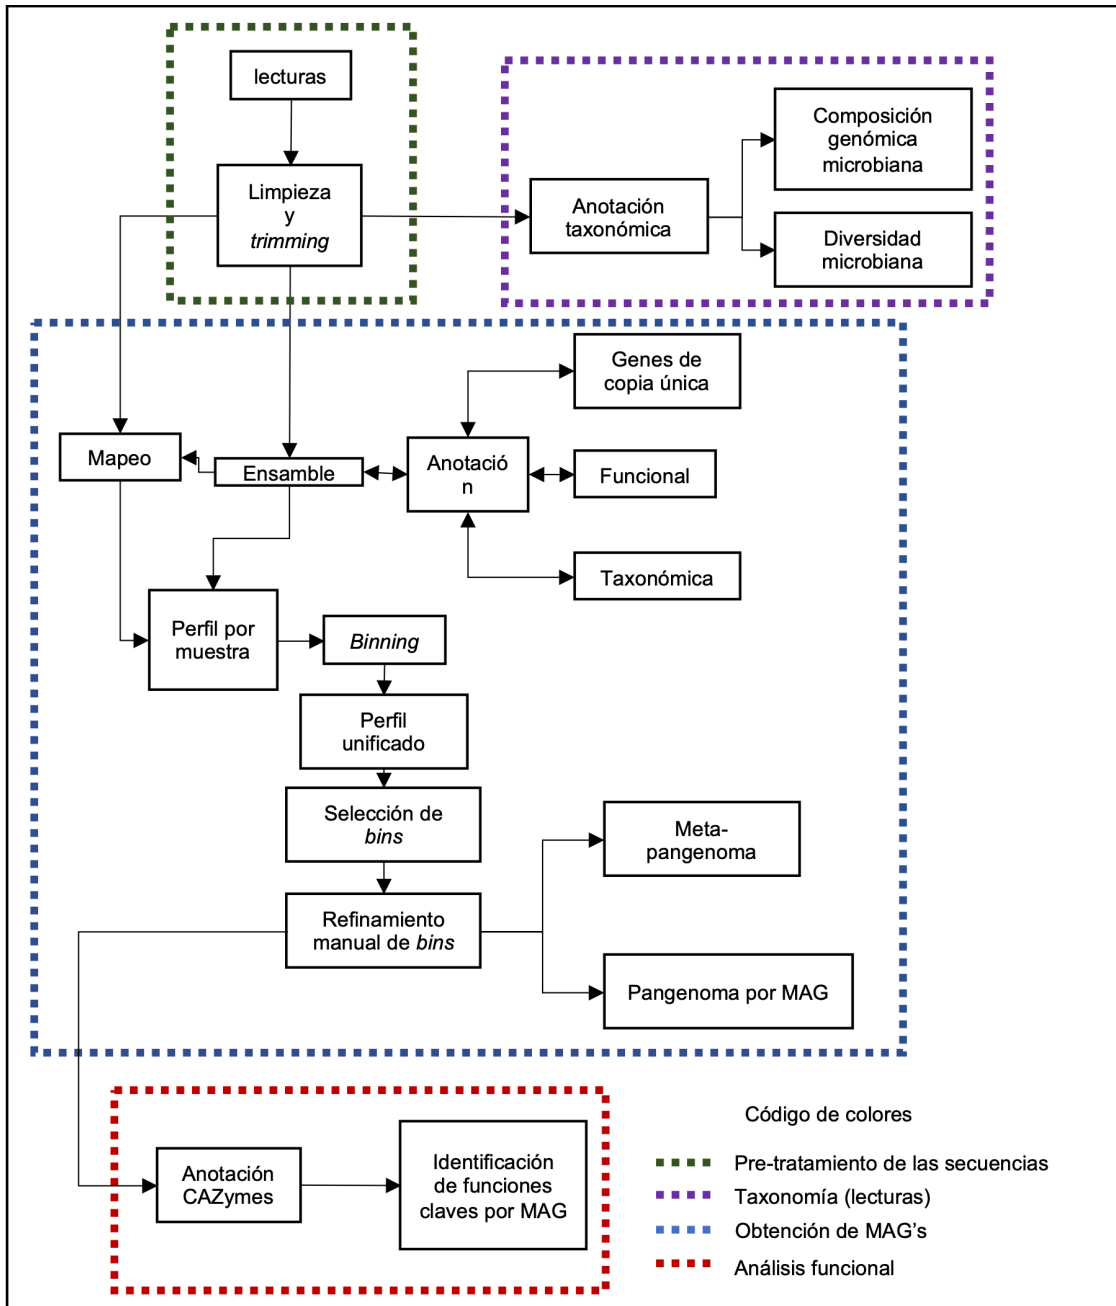 lecturas
Limpieza
y
trimming
Anotación
taxonómica
Composición
genómica
microbiana
Diversidad
microbiana
Genes de
copia única
Mapeo
Ensamble
Anotació
n
Funcional
Taxonómica
Perfil por
muestra
Binning
Perfil
unificado
Selección de
bins
Refinamiento
manual de bins
Meta-
pangenoma
Pangenoma por MAG
Anotación
CAZymes
Identificación
de funciones
claves por MAG
Código de colores
Pre-tratamiento de las secuencias
Taxonomía (lecturas)
Obtención de MAG’s
Análisis funcional